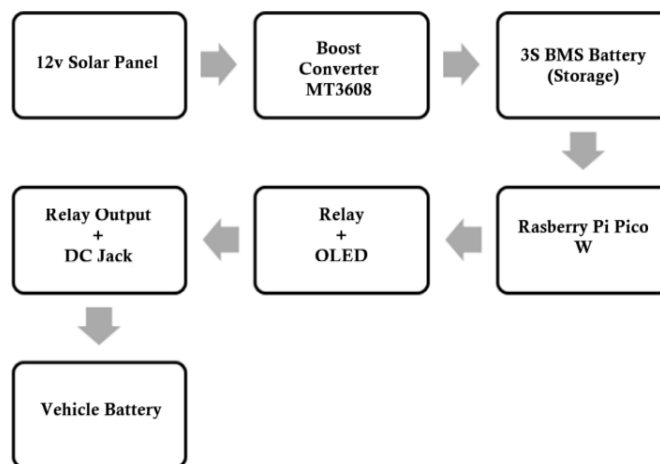 12v Solar Panel
Boost
Converter
MT3608
3S BMS Battery
(Storage)
Rasberry Pi Pico
W
Relay
+
OLED
Relay Output
+
DC Jack
Vehicle Battery